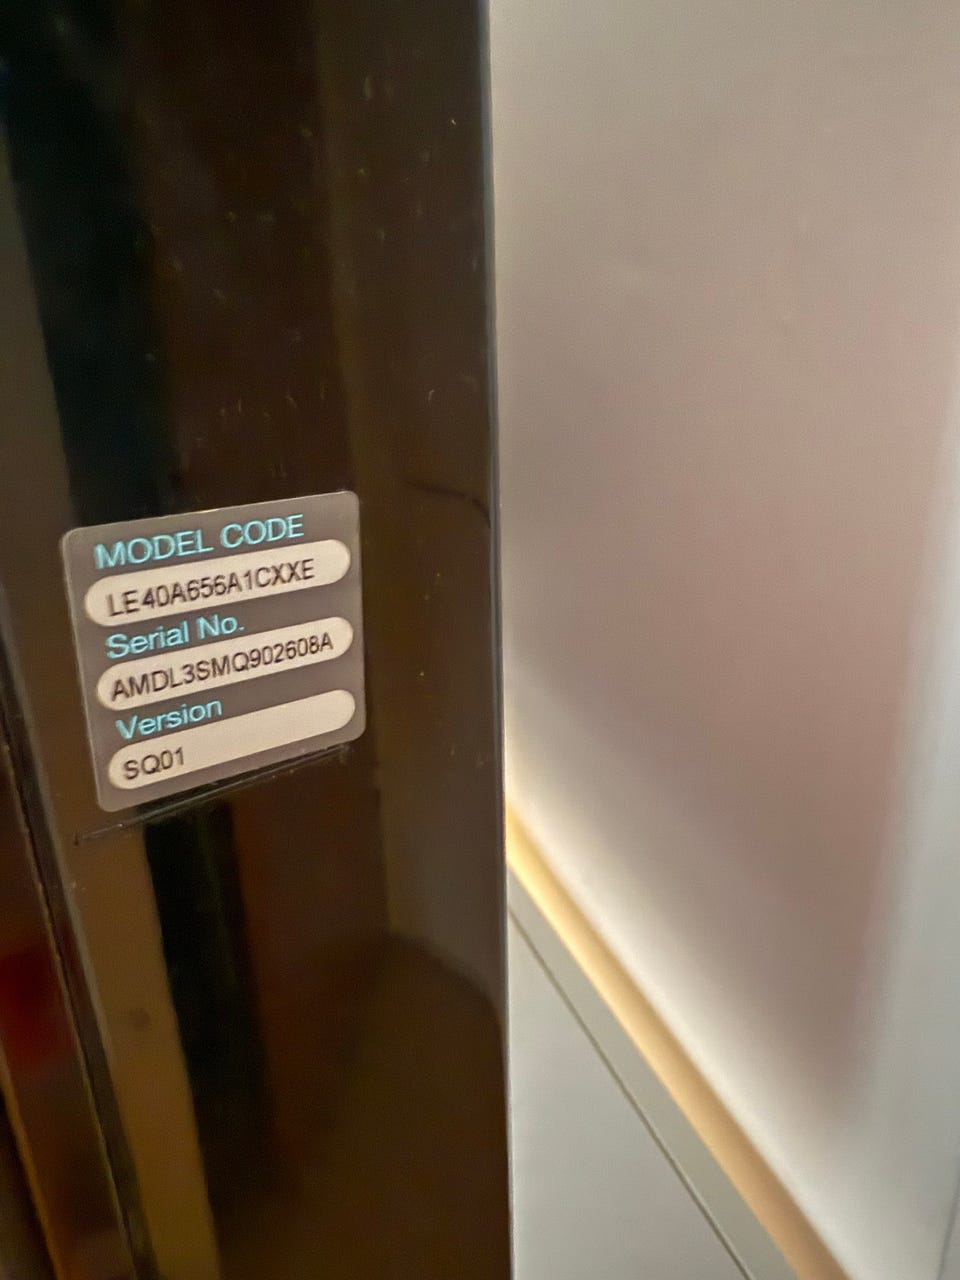 MODEL CODE
LE40A656A1CXXE
Serial No.
AMDL3SMQ902608A
Version
SQ01